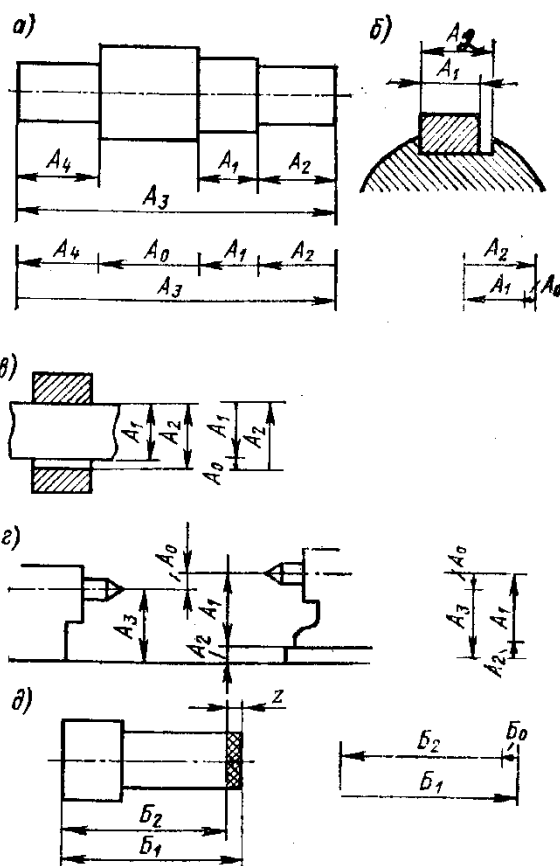 а)
A₄ A₁ A₂
A₃
A₄ A₀ A₁ A₂
A₃
б)
A₂
A₁
A₂
A₁ A₀
в)
A₁ A₂ A₁ A₂
A₀
г)
A₀ A₀
A₃ A₁ A₃ A₁
A₂ A₂
д)
z
Б₂
Б₁
Б₂ Б₀
Б₁